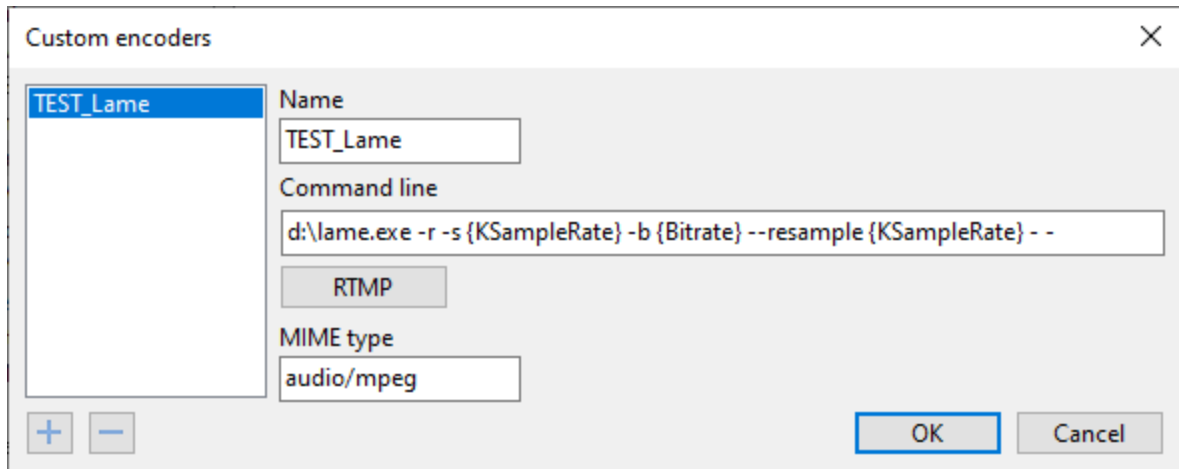 Custom encoders
TEST_Lame
Name
TEST_Lame
Command line
d:\lame.exe -r -s {KSampleRate} -b {Bitrate} --resample {KSampleRate} - -
RTMP
MIME type
audio/mpeg
OK
Cancel